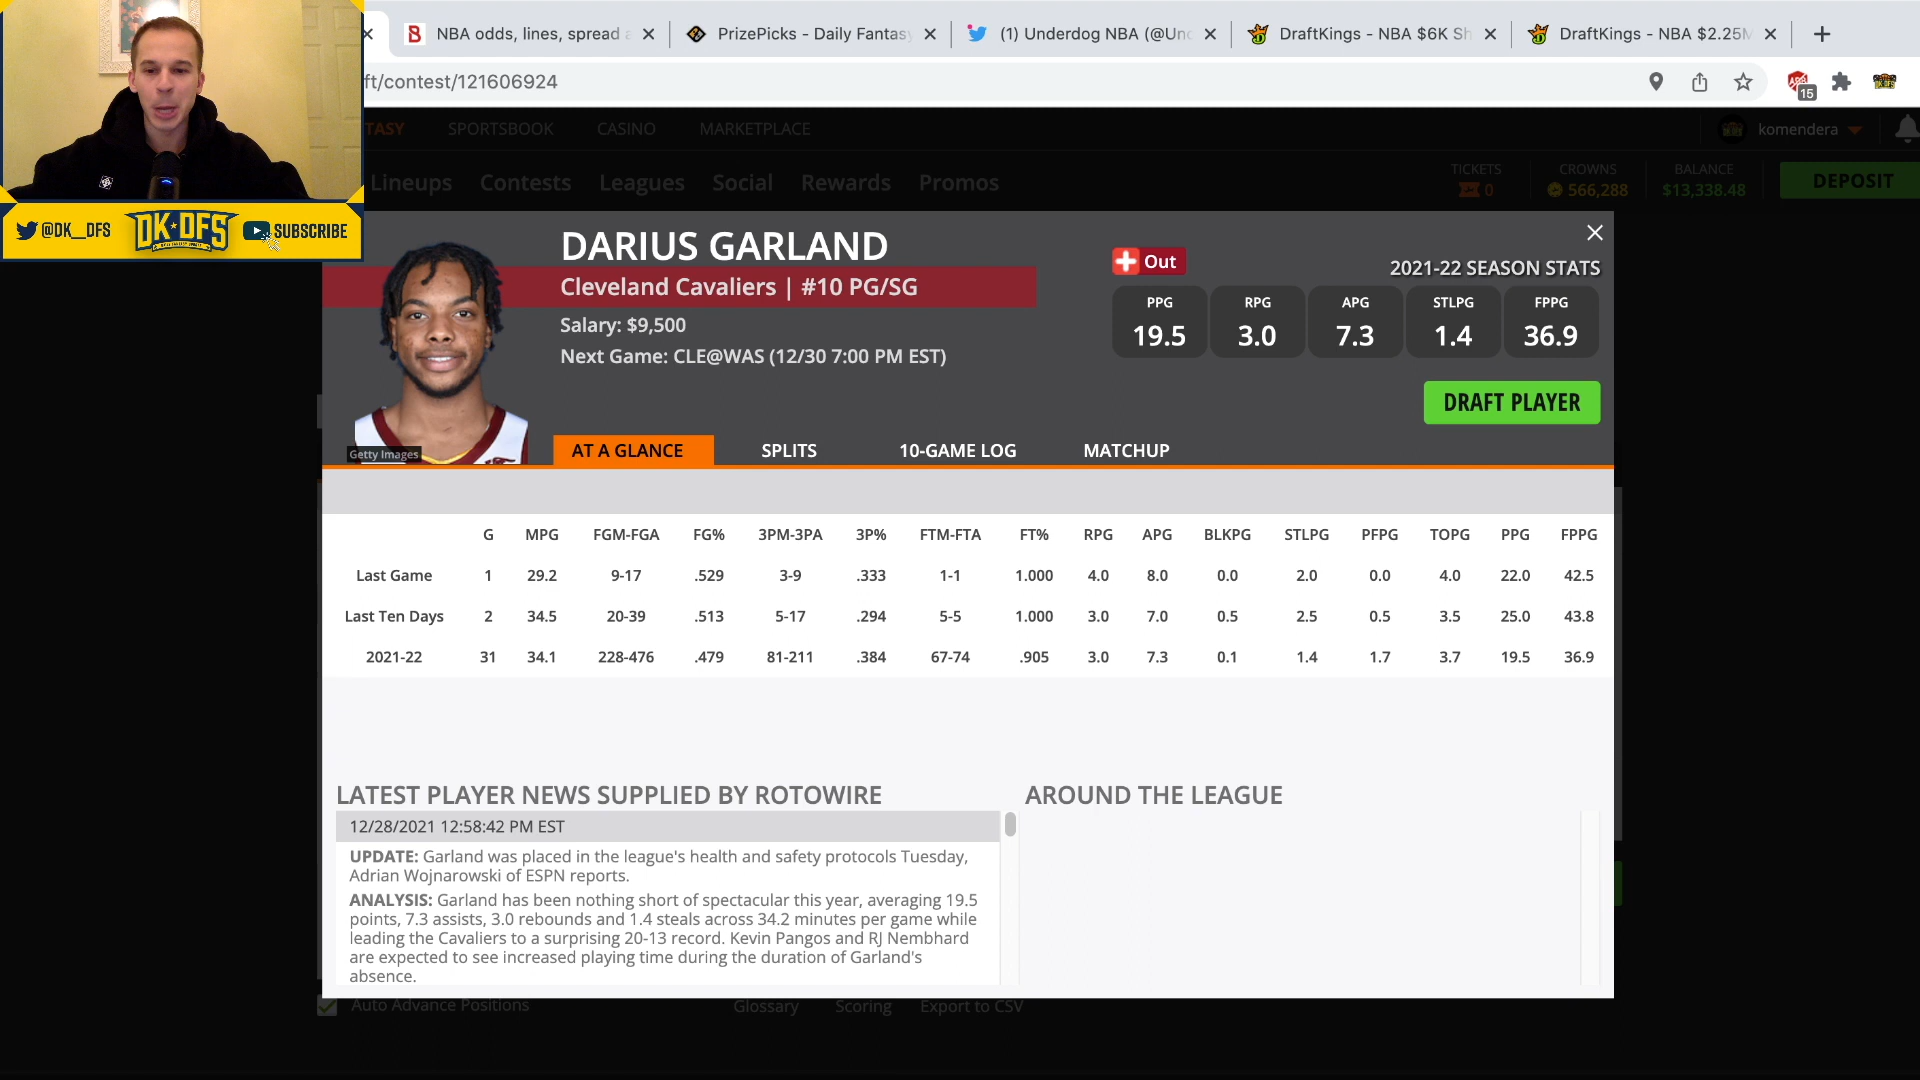 NBA odds, lines, spread
PrizePicks - Daily Fantasy
(1) Underdog NBA (@Und
DraftKings - NBA $6K Sh
DraftKings - NBA $2.25M
ft/contest/121606924
15
TASY
SPORTSBOOK
CASINO
MARKETPLACE
komendera
Lineups
Contests
Leagues
Social
Rewards
Promos
TICKETS
0
CROWNS
566,288
BALANCE
$13,338.48
DEPOSIT
@DK__DFS
DK DFS
SUBSCRIBE
DARIUS GARLAND
Cleveland Cavaliers | #10 PG/SG
Salary: $9,500
Next Game: CLE@WAS (12/30 7:00 PM EST)
Getty Images
Out
2021-22 SEASON STATS
PPG RPG APG STLPG FPPG
19.5 3.0 7.3 1.4 36.9
DRAFT PLAYER
AT A GLANCE SPLITS 10-GAME LOG MATCHUP
G MPG FGM-FGA FG% 3PM-3PA 3P% FTM-FTA FT% RPG APG BLKPG STLPG PFPG TOPG PPG FPPG
Last Game 1 29.2 9-17 .529 3-9 .333 1-1 1.000 4.0 8.0 0.0 2.0 0.0 4.0 22.0 42.5
Last Ten Days 2 34.5 20-39 .513 5-17 .294 5-5 1.000 3.0 7.0 0.5 2.5 0.5 3.5 25.0 43.8
2021-22 31 34.1 228-476 .479 81-211 .384 67-74 .905 3.0 7.3 0.1 1.4 1.7 3.7 19.5 36.9
LATEST PLAYER NEWS SUPPLIED BY ROTOWIRE
12/28/2021 12:58:42 PM EST
UPDATE: Garland was placed in the league's health and safety protocols Tuesday,
Adrian Wojnarowski of ESPN reports.
ANALYSIS: Garland has been nothing short of spectacular this year, averaging 19.5
points, 7.3 assists, 3.0 rebounds and 1.4 steals across 34.2 minutes per game while
leading the Cavaliers to a surprising 20-13 record. Kevin Pangos and RJ Nembhard
are expected to see increased playing time during the duration of Garland's
absence.
AROUND THE LEAGUE
Auto Advance Positions
Glossary
Scoring
Export to CSV